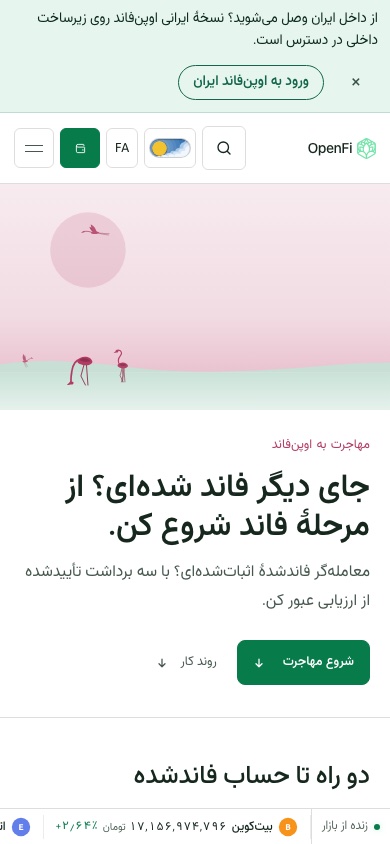 از داخل ایران وصل می‌شوید؟ نسخهٔ ایرانی اوپن‌فاند روی زیرساخت
داخلی در دسترس است.
ورود به اوپن‌فاند ایران ×
OpenFi
FA
مهاجرت به اوپن‌فاند
جای دیگر فاند شده‌ای؟ از
مرحلهٔ فاند شروع کن.
معامله‌گر فاندشدهٔ اثبات‌شده‌ای؟ با سه برداشت تأییدشده
از ارزیابی عبور کن.
شروع مهاجرت ↓ روند کار ↓
دو راه تا حساب فاندشده
زنده از بازار B بیت‌کوین ۱۷,۱۵۶,۹۷۴,۷۹۶ تومان +۲٫۶۴٪ E